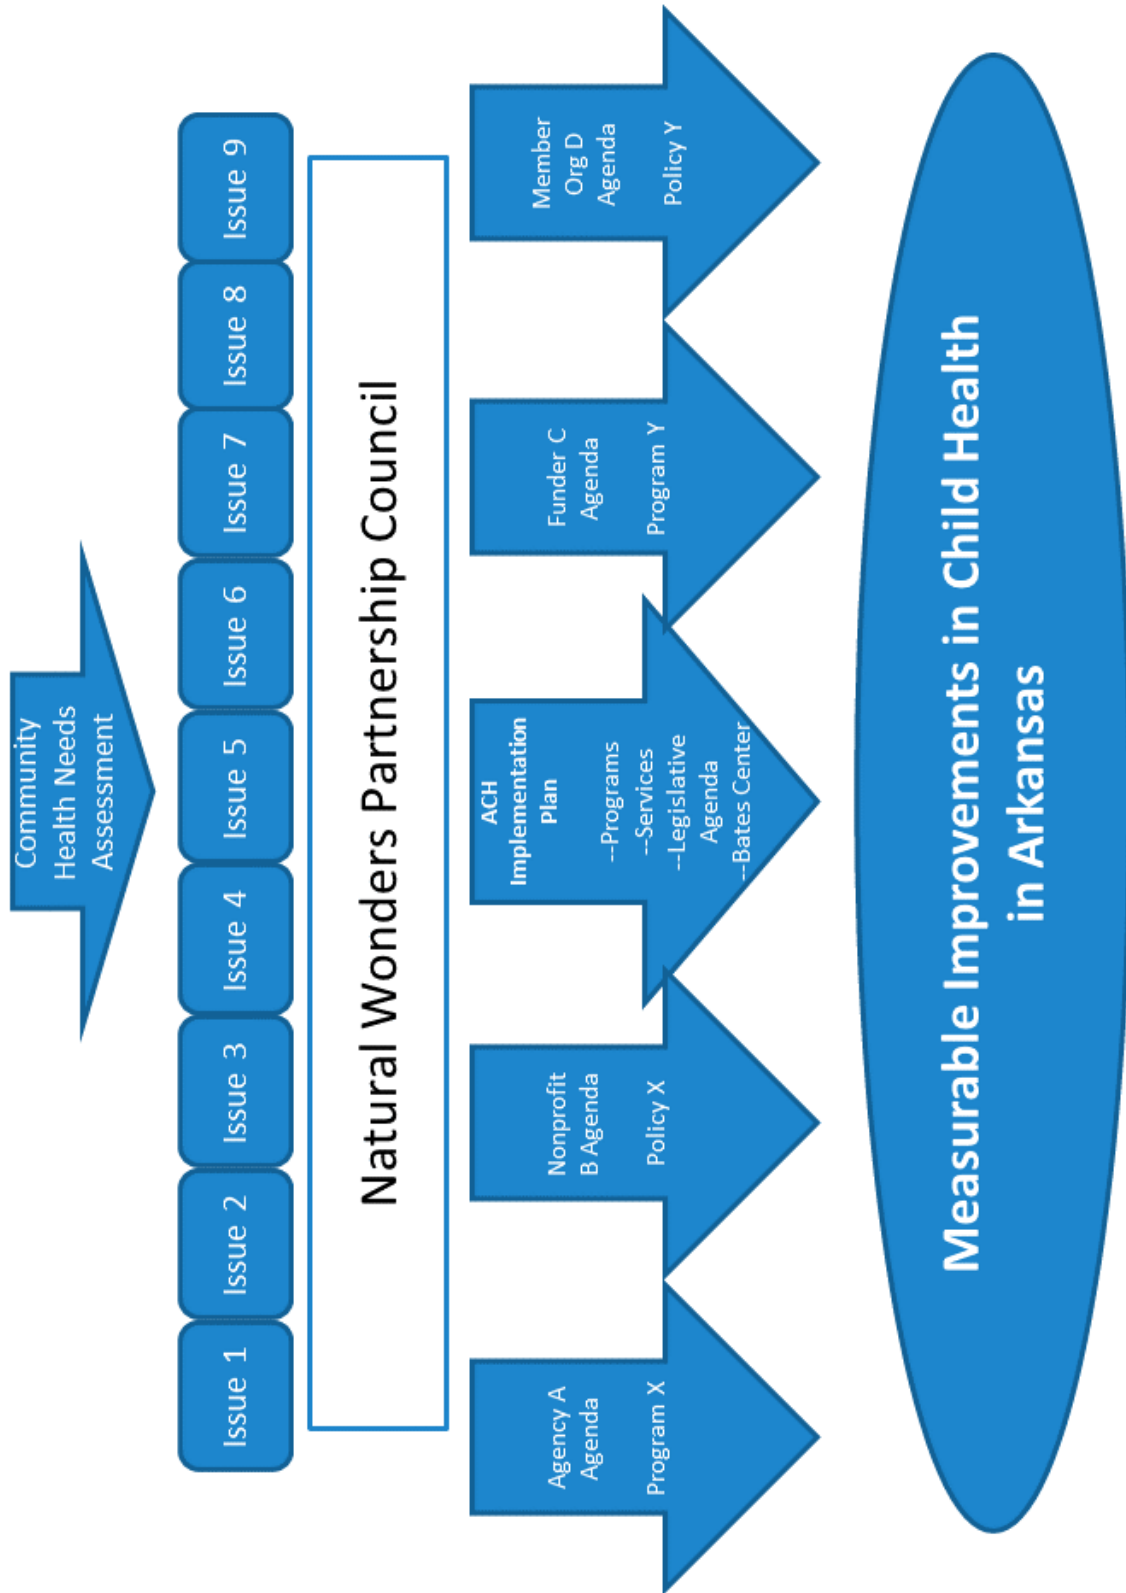 Community
Health Needs
Assessment
Issue 1
Issue 2
Issue 3
Issue 4
Issue 5
Issue 6
Issue 7
Issue 8
Issue 9
Natural Wonders Partnership Council
Agency A
Agenda
Program X
Nonprofit
B Agenda
Policy X
ACH
Implementation
Plan
--Programs
--Services
--Legislative
Agenda
--Bates Center
Funder C
Agenda
Program Y
Member
Org D
Agenda
Policy Y
Measurable Improvements in Child Health
in Arkansas